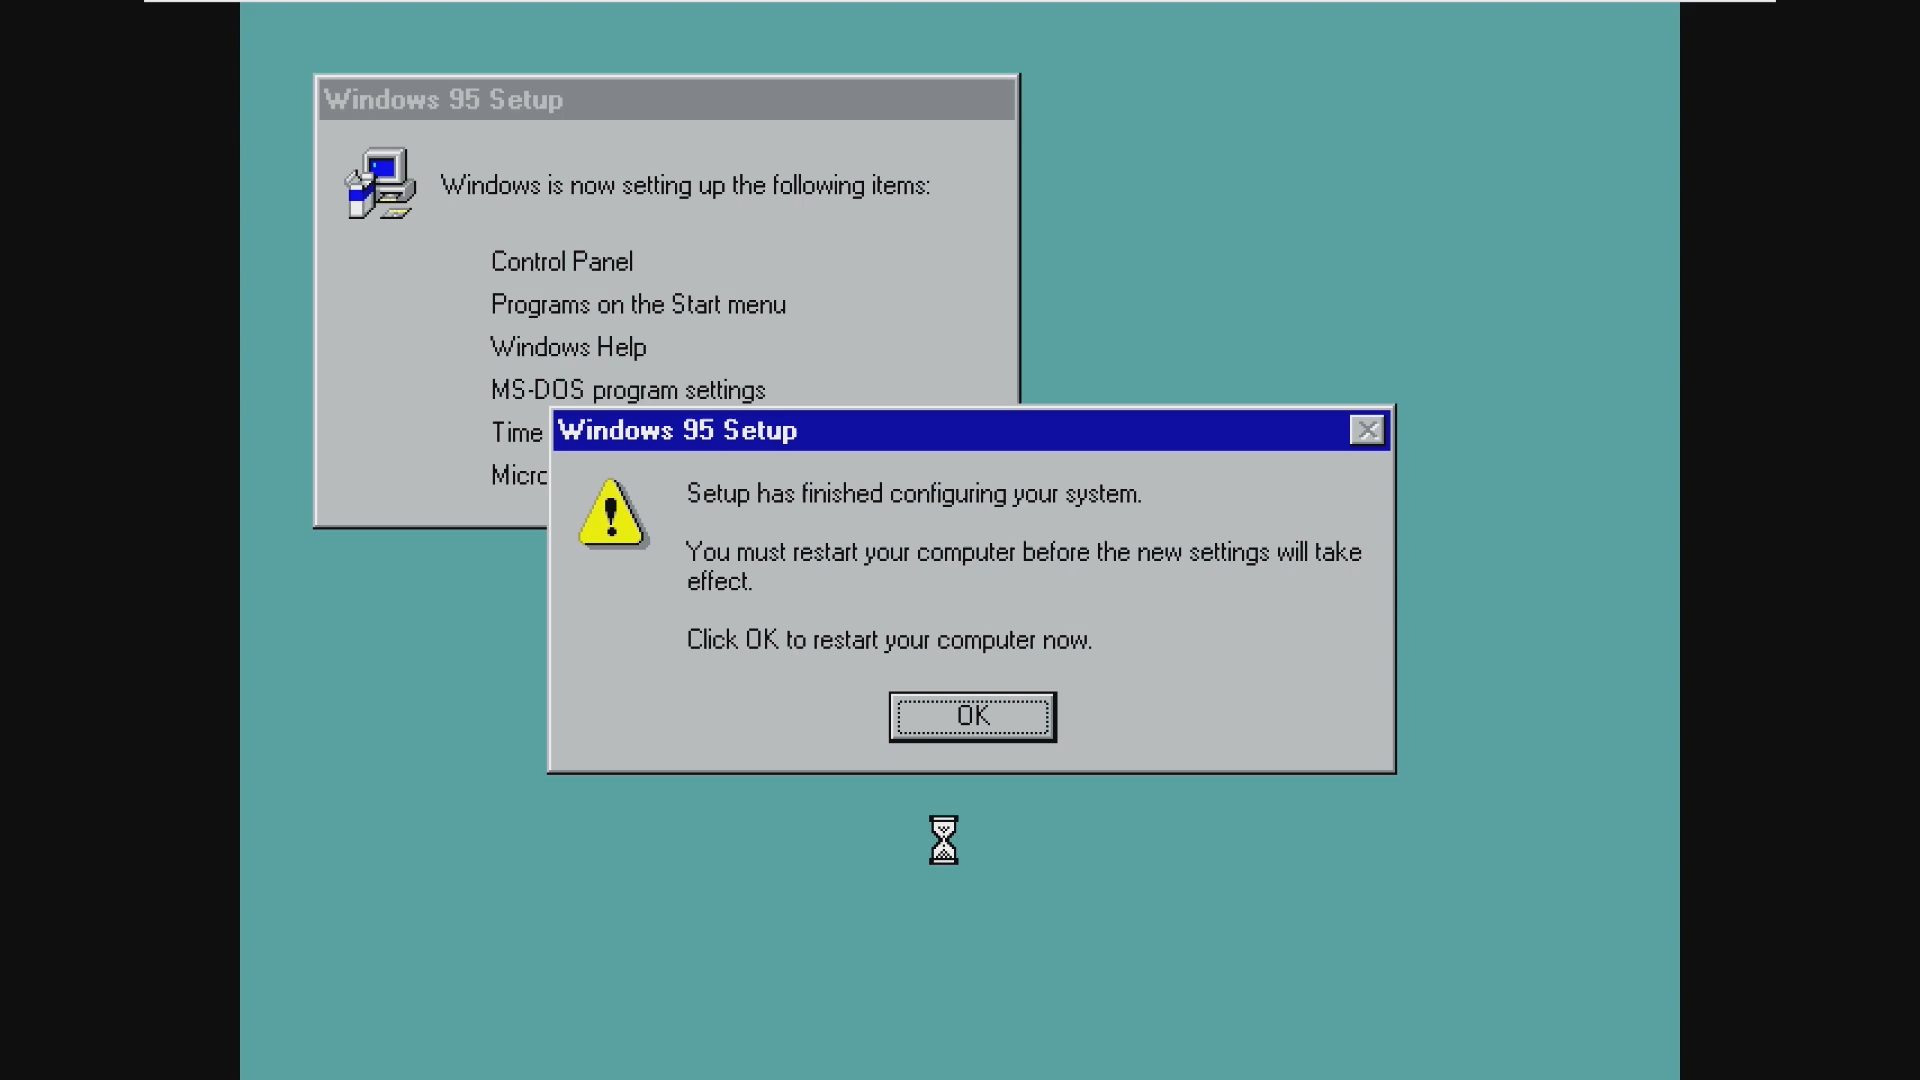 Windows 95 Setup
Windows is now setting up the following items:
Control Panel
Programs on the Start menu
Windows Help
MS-DOS program settings
Time
Windows 95 Setup
Setup has finished configuring your system.
You must restart your computer before the new settings will take
effect.
Click OK to restart your computer now.
OK